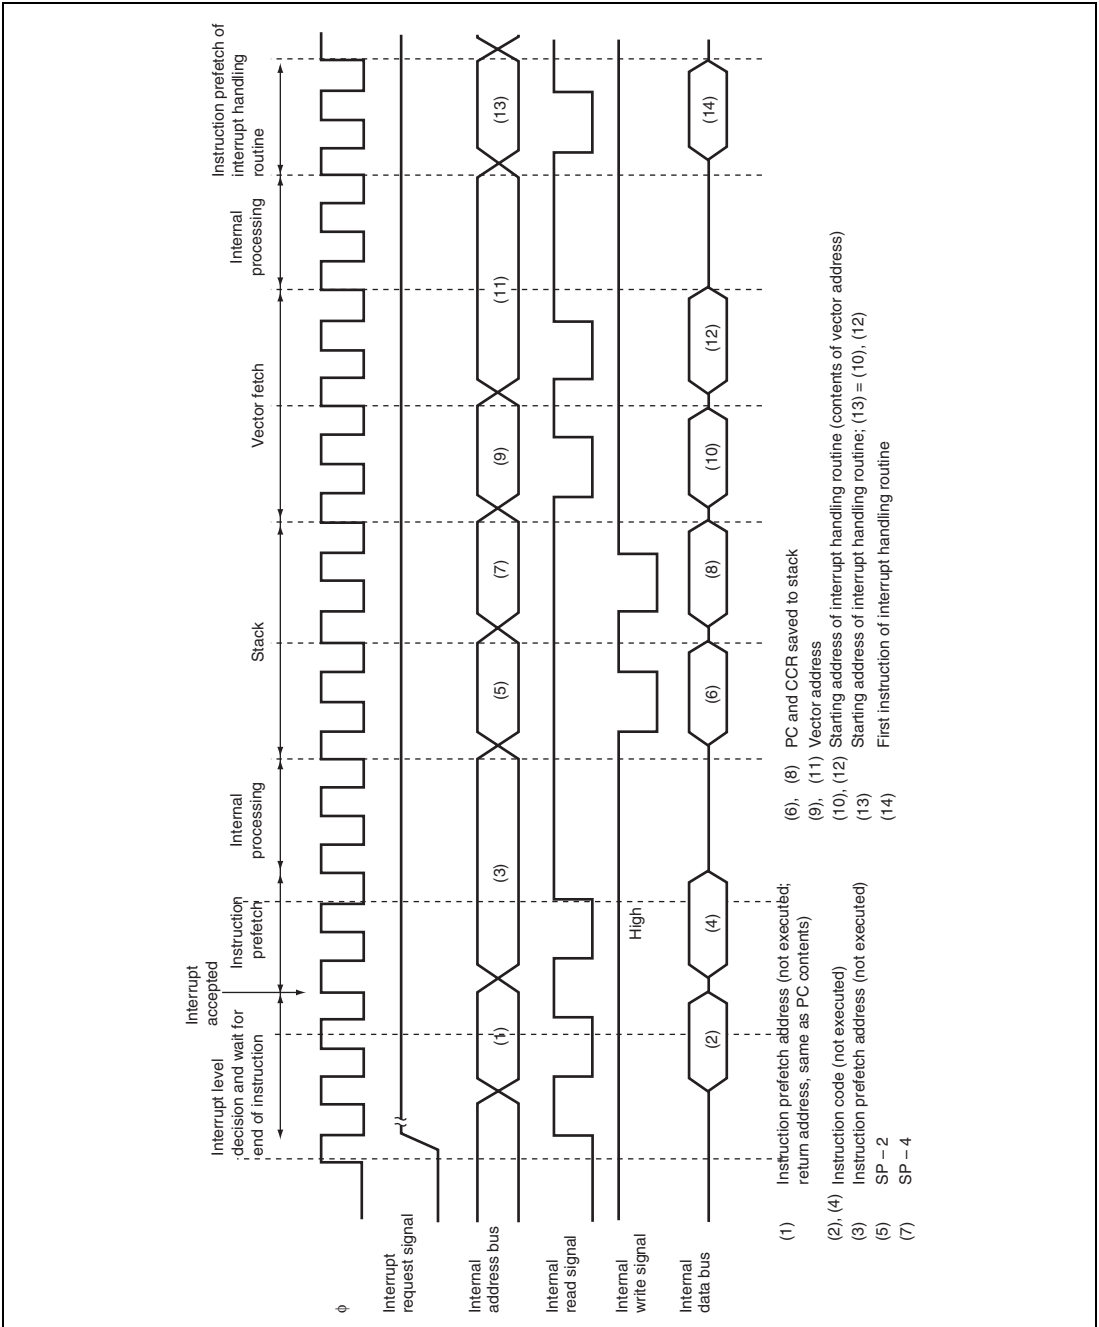 Interrupt level
decision and wait for
end of instruction
Interrupt
accepted
Instruction
prefetch
Internal
processing
Stack
Vector fetch
Internal
processing
Instruction prefetch of
interrupt handling
routine
ϕ
Interrupt
request signal
Internal
address bus
(1)
(3)
(5)
(7)
(9)
(11)
(13)
Internal
read signal
Internal
write signal
High
Internal
data bus
(2)
(4)
(6)
(8)
(10)
(12)
(14)
(1) Instruction prefetch address (not executed;
return address, same as PC contents)
(2), (4) Instruction code (not executed)
(3) Instruction prefetch address (not executed)
(5) SP – 2
(7) SP – 4
(6), (8) PC and CCR saved to stack
(9), (11) Vector address
(10), (12) Starting address of interrupt handling routine (contents of vector address)
(13) Starting address of interrupt handling routine; (13) = (10), (12)
(14) First instruction of interrupt handling routine